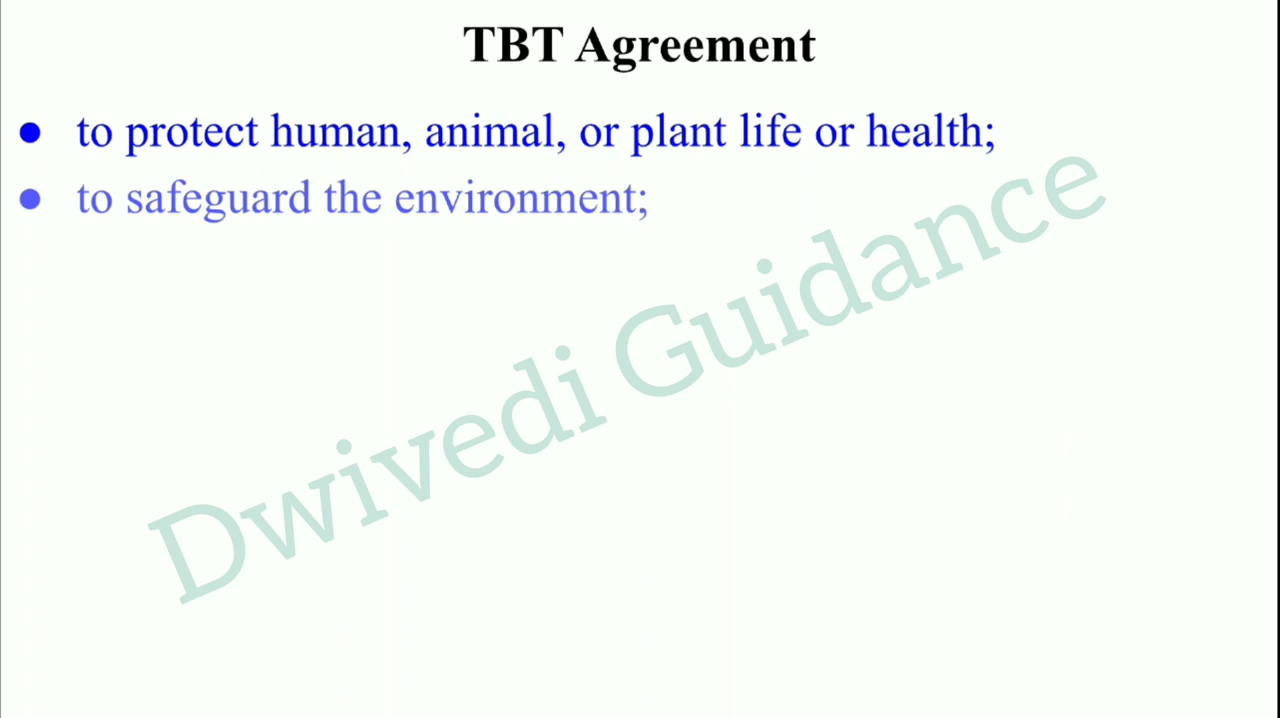 TBT Agreement
● to protect human, animal, or plant life or health;
● to safeguard the environment;
Dwivedi Guidance